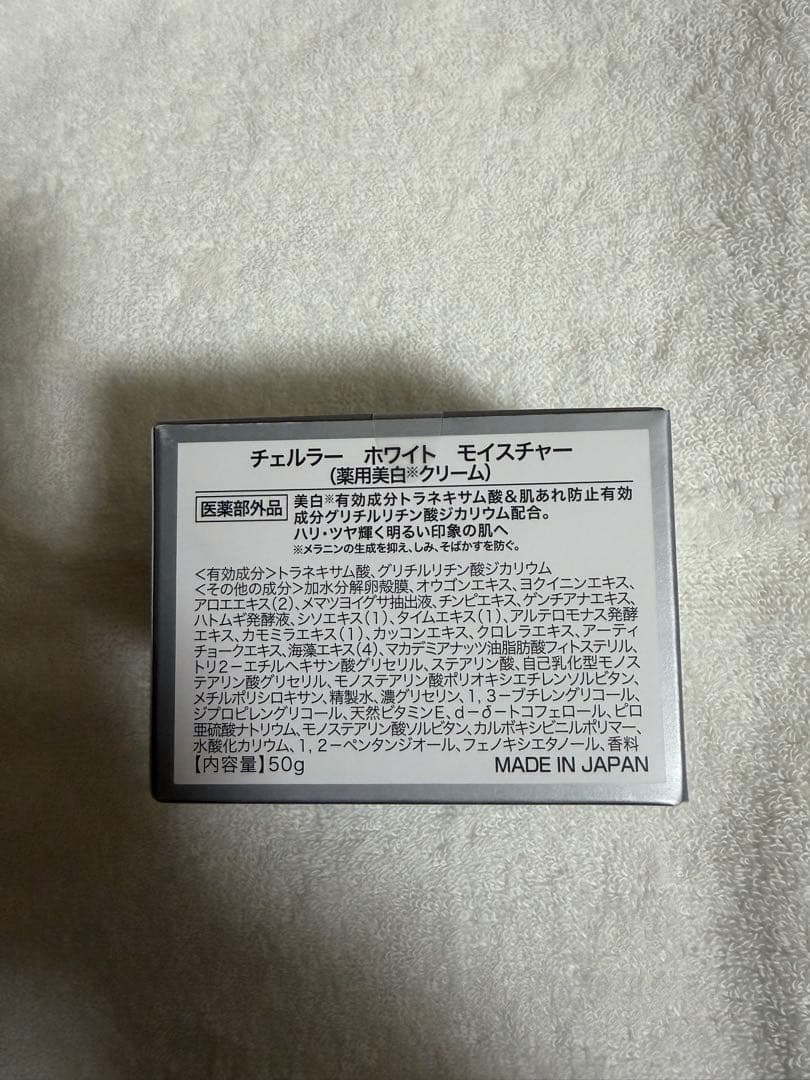 チェルラー ホワイト モイスチャー
(薬用美白※クリーム)
医薬部外品
美白※有効成分トラネキサム酸&肌あれ防止有効
成分グリチルリチン酸ジカリウム配合。
ハリ・ツヤ輝く明るい印象の肌へ
※メラニンの生成を抑え、しみ、そばかすを防ぐ。
<有効成分>トラネキサム酸、グリチルリチン酸ジカリウム
<その他の成分>加水分解卵殻膜、オウゴンエキス、ヨクイニンエキス、
アロエエキス(2)、メマツヨイグサ抽出液、チンピエキス、ゲンチアナエキス、
ハトムギ発酵液、シソエキス(1)、タイムエキス(1)、アルテロモナス発酵
エキス、カモミラエキス(1)、カッコンエキス、クロレラエキス、アーティ
チョークエキス、海藻エキス(4)、マカデミアナッツ油脂肪酸フィトステリル、
トリ2-エチルヘキサン酸グリセリル、ステアリン酸、自己乳化型モノス
テアリン酸グリセリル、モノステアリン酸ポリオキシエチレンソルビタン、
メチルポリシロキサン、精製水、濃グリセリン、1,3-ブチレングリコール、
ジプロピレングリコール、天然ビタミンE、d-δ-トコフェロール、ピロ
亜硫酸ナトリウム、モノステアリン酸ソルビタン、カルボキシビニルポリマー、
水酸化カリウム、1,2-ペンタンジオール、フェノキシエタノール、香料
【内容量】50g MADE IN JAPAN